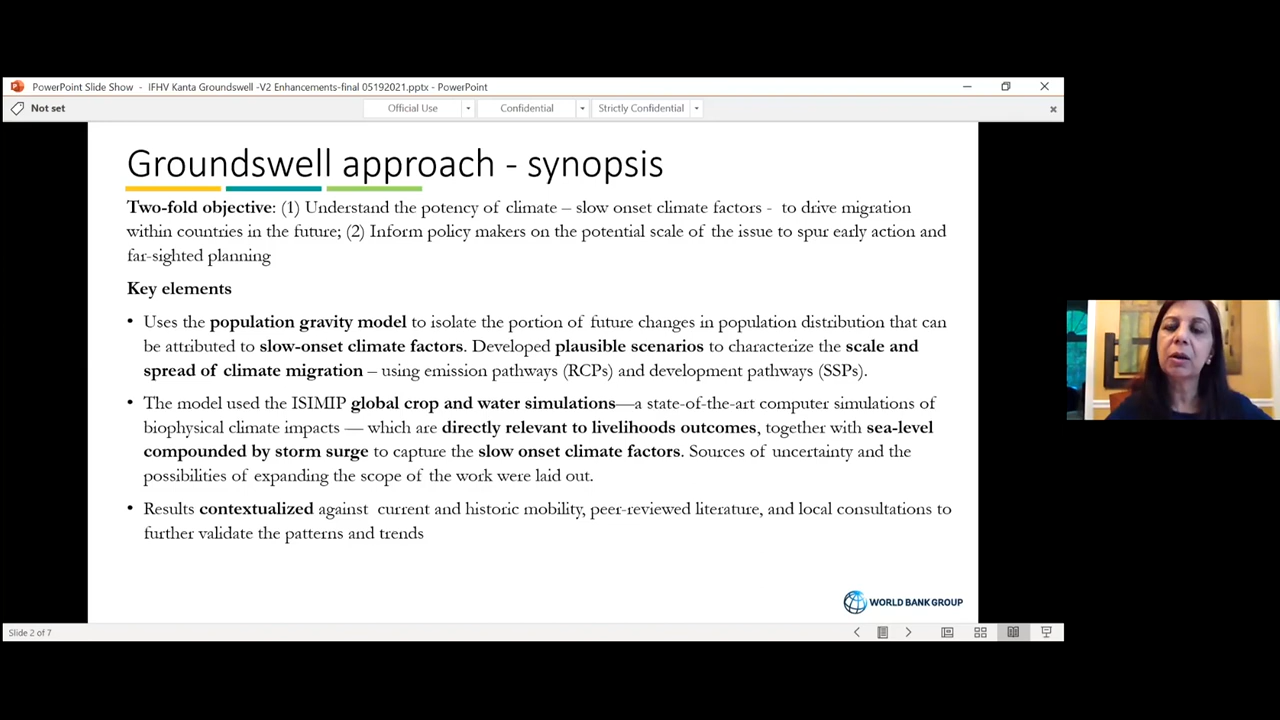 PowerPoint Slide Show - IFHV Kanta Groundswell -V2 Enhancements-final 05192021.pptx - PowerPoint
Not set
Official Use
Confidential
Strictly Confidential
Groundswell approach - synopsis
Two-fold objective: (1) Understand the potency of climate – slow onset climate factors - to drive migration
within countries in the future; (2) Inform policy makers on the potential scale of the issue to spur early action and
far-sighted planning
Key elements
• Uses the population gravity model to isolate the portion of future changes in population distribution that can
be attributed to slow-onset climate factors. Developed plausible scenarios to characterize the scale and
spread of climate migration – using emission pathways (RCPs) and development pathways (SSPs).
• The model used the ISIMIP global crop and water simulations—a state-of-the-art computer simulations of
biophysical climate impacts — which are directly relevant to livelihoods outcomes, together with sea-level
compounded by storm surge to capture the slow onset climate factors. Sources of uncertainty and the
possibilities of expanding the scope of the work were laid out.
• Results contextualized against current and historic mobility, peer-reviewed literature, and local consultations to
further validate the patterns and trends
WORLD BANK GROUP
Slide 2 of 7